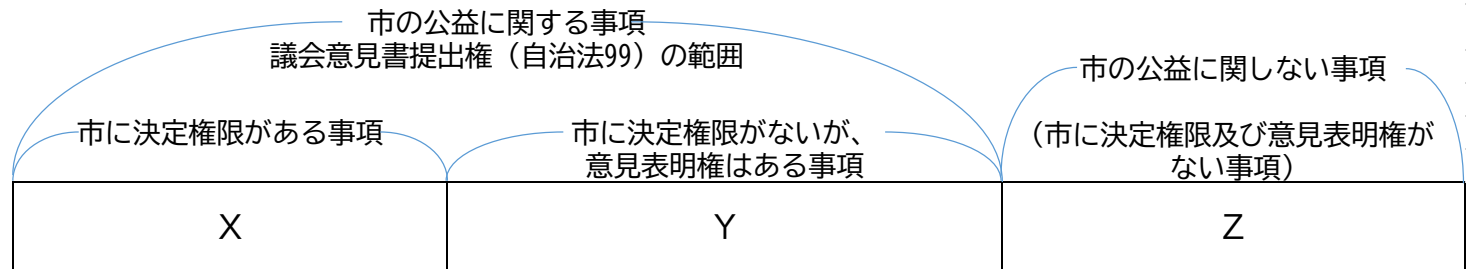 市の公益に関する事項
議会意見書提出権（自治法99）の範囲
市の公益に関しない事項
市に決定権限がある事項
市に決定権限がないが、
意見表明権はある事項
（市に決定権限及び意見表明権が
ない事項）
X
Y
Z